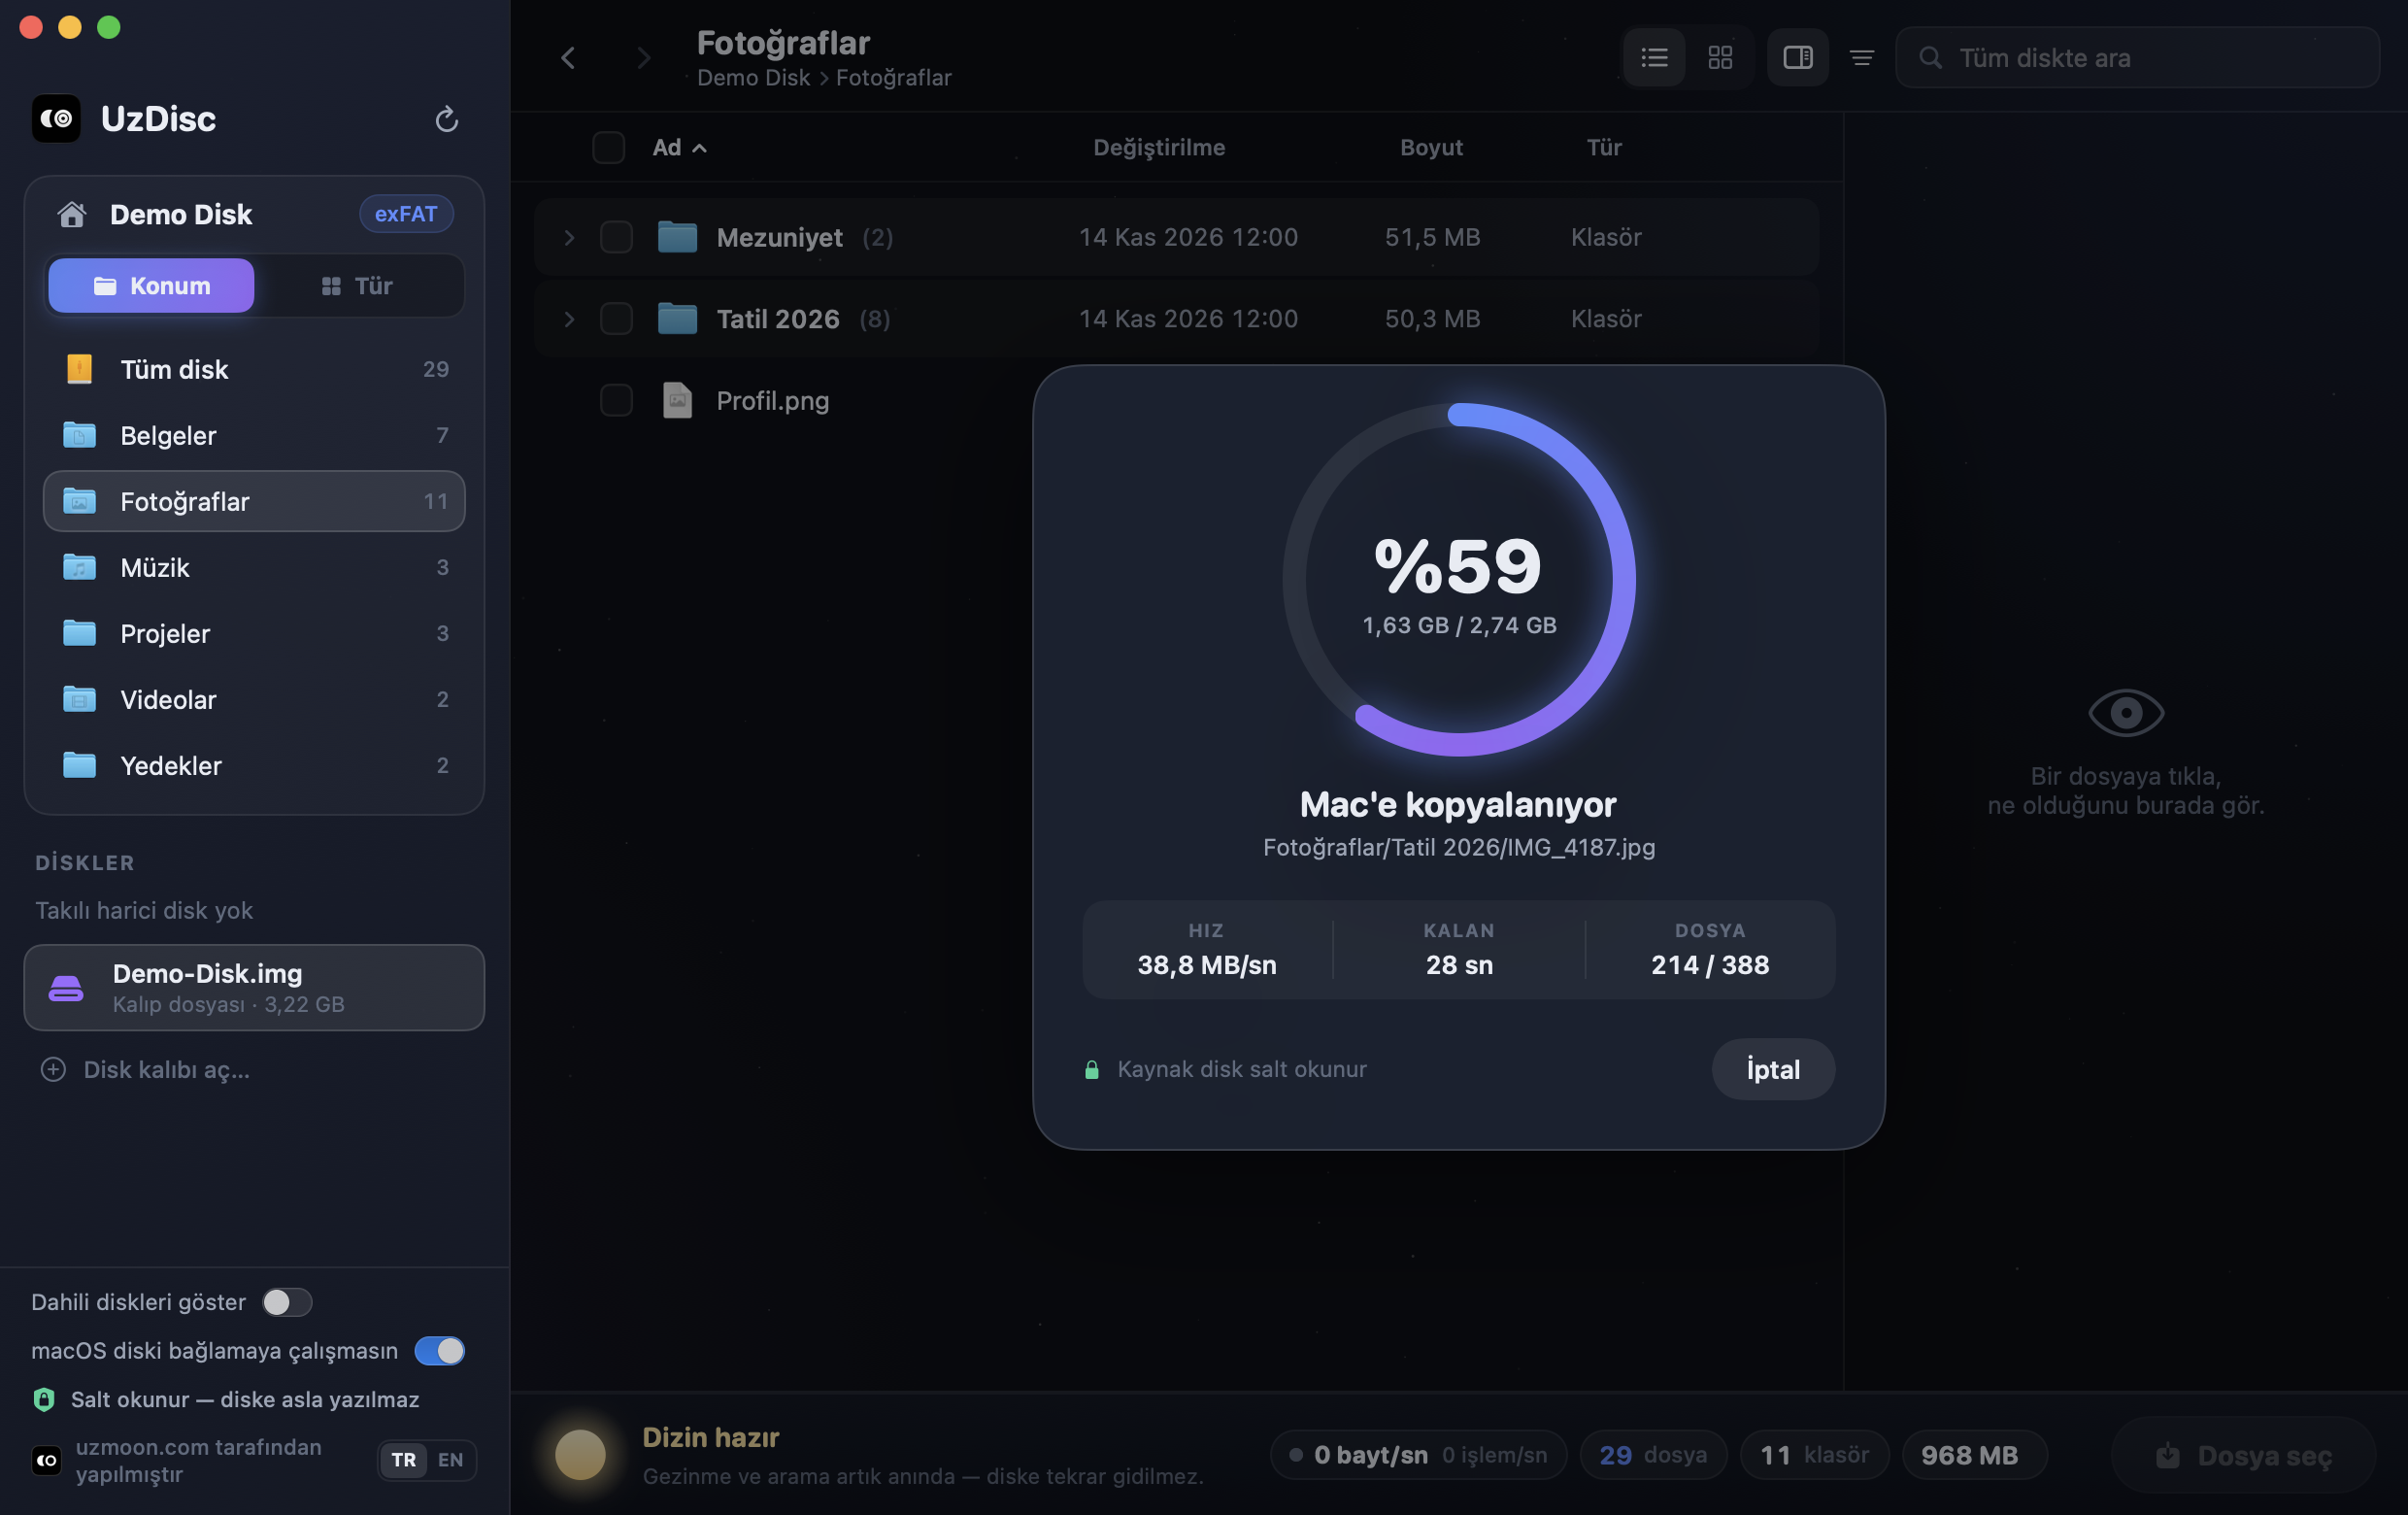 UzDisc
Demo Disk
exFAT
Konum
Tür
Tüm disk 29
Belgeler 7
Fotoğraflar 11
Müzik 3
Projeler 3
Videolar 2
Yedekler 2
DİSKLER
Takılı harici disk yok
Demo-Disk.img
Kalıp dosyası · 3,22 GB
Disk kalıbı aç...
Dahili diskleri göster
macOS diski bağlamaya çalışmasın
Salt okunur — diske asla yazılmaz
uzmoon.com tarafından
yapılmıştır
TR EN
Fotoğraflar
Demo Disk > Fotoğraflar
Tüm diskte ara
Ad Değiştirilme Boyut Tür
Mezuniyet (2) 14 Kas 2026 12:00 51,5 MB Klasör
Tatil 2026 (8) 14 Kas 2026 12:00 50,3 MB Klasör
Profil.png
%59
1,63 GB / 2,74 GB
Mac'e kopyalanıyor
Fotoğraflar/Tatil 2026/IMG_4187.jpg
HIZ KALAN DOSYA
38,8 MB/sn 28 sn 214 / 388
Kaynak disk salt okunur
İptal
Bir dosyaya tıkla,
ne olduğunu burada gör.
Dizin hazır
Gezinme ve arama artık anında — diske tekrar gidilmez.
0 bayt/sn 0 işlem/sn
29 dosya
11 klasör
968 MB
Dosya seç